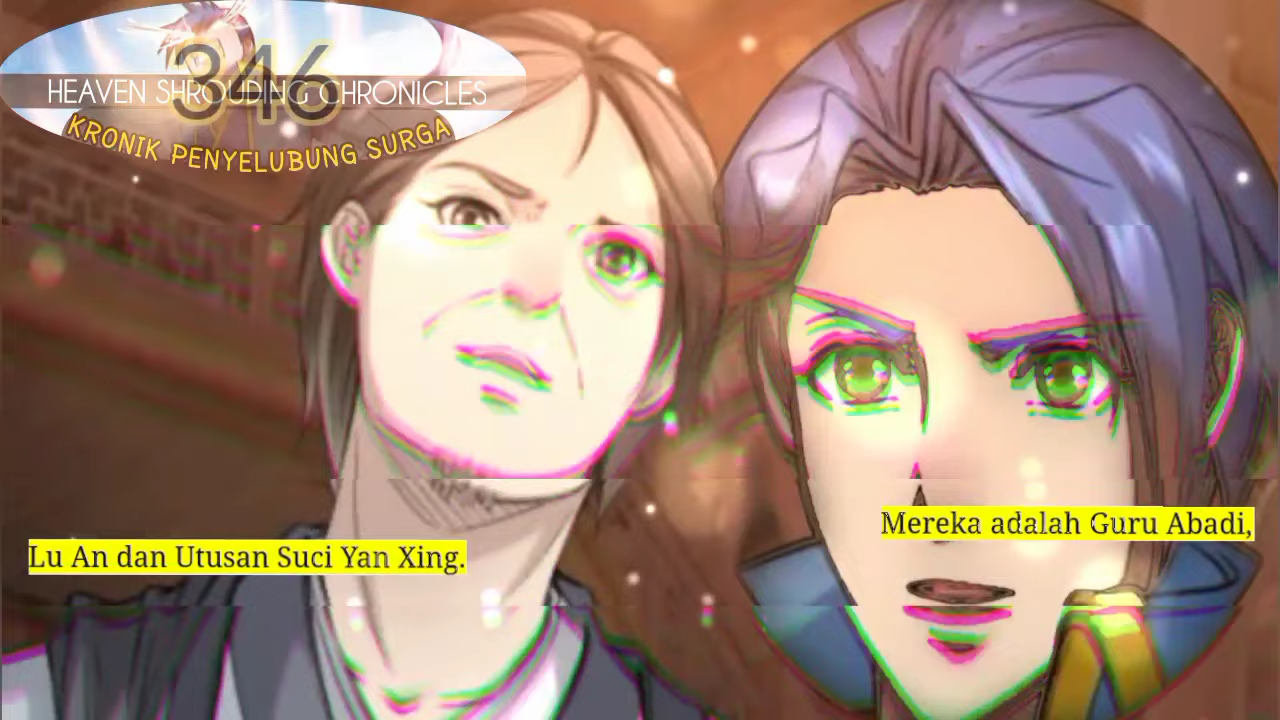 346
HEAVEN SHROUDING CHRONICLES
KRONIK PENYELUBUNG SURGA
Mereka adalah Guru Abadi,
Lu An dan Utusan Suci Yan Xing.